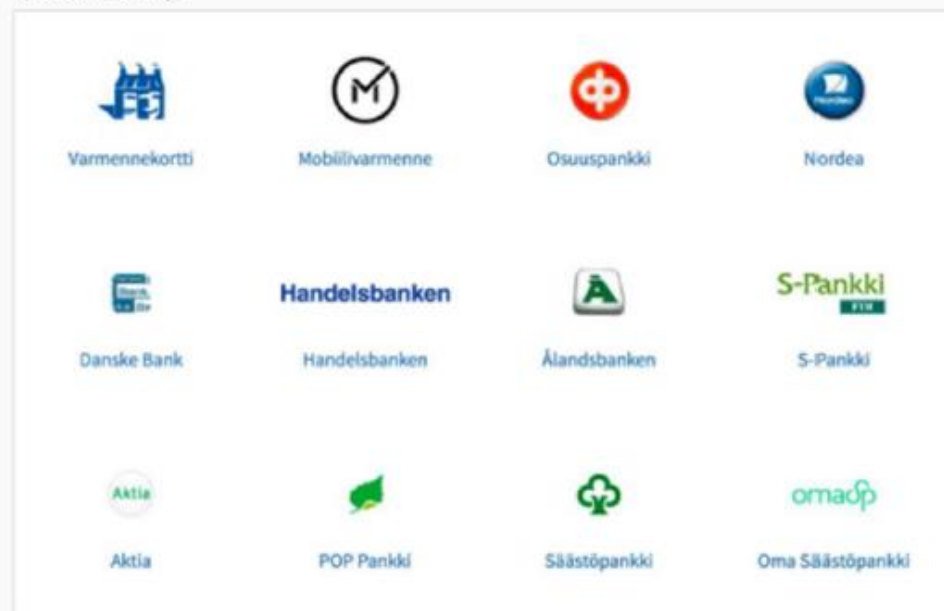 Varmennekortti
Mobiilivarmenne
Osuuspankki
Nordea
Nordea
Handelsbanken
Å
S-Pankki
Danske Bank
Handelsbanken
Ålandsbanken
S-Pankki
Aktia
omasp
Aktia
POP Pankki
Säästöpankki
Oma Säästöpankki